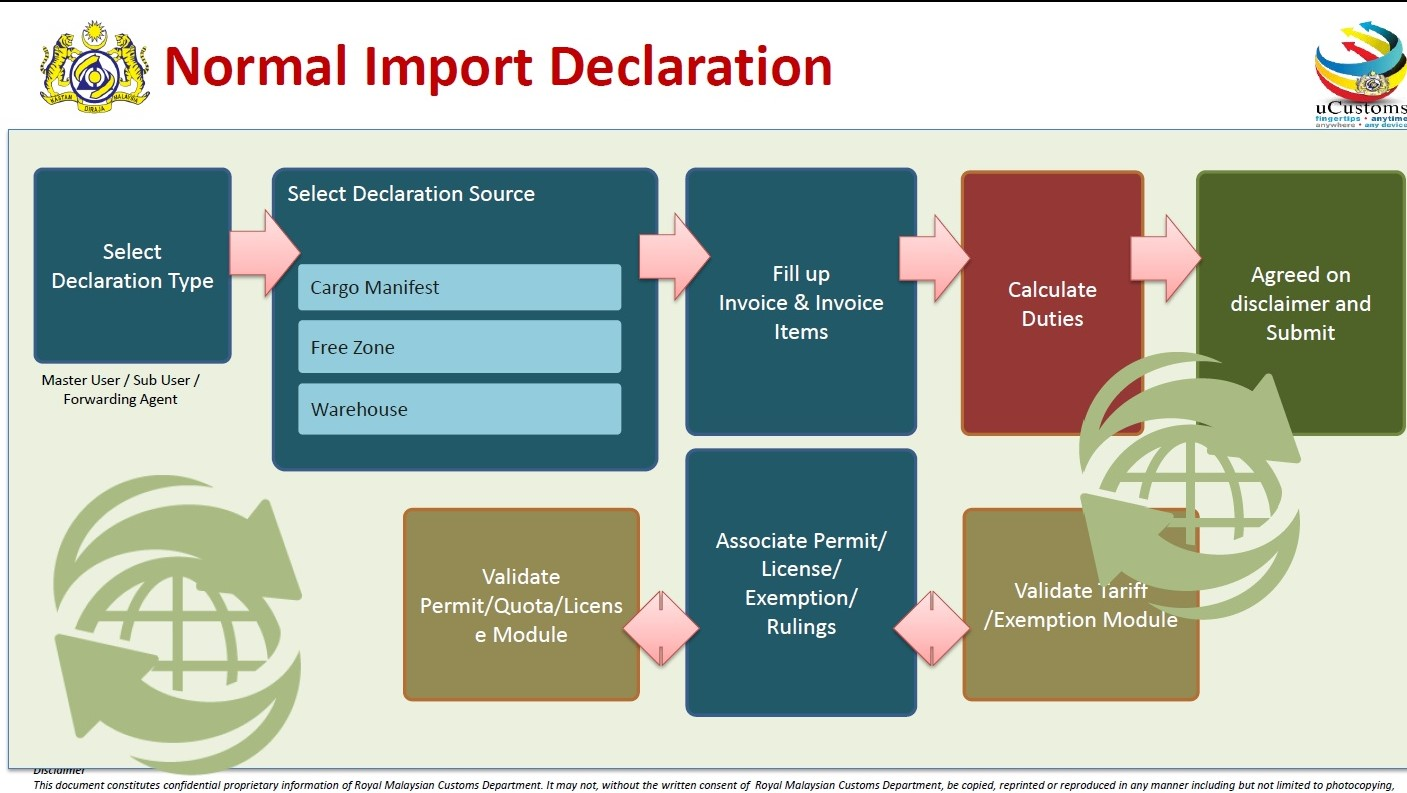 Normal Import Declaration
KASTAM MALAYSIA
DIRAJA
uCustoms
fingertips • anytime
anywhere • any device
Select
Declaration Type
Master User / Sub User /
Forwarding Agent
Select Declaration Source
Cargo Manifest
Free Zone
Warehouse
Fill up
Invoice & Invoice
Items
Calculate
Duties
Agreed on
disclaimer and
Submit
Validate
Permit/Quota/Licens
e Module
Associate Permit/
License/
Exemption/
Rulings
Validate Tariff
/Exemption Module
Disclaimer
This document constitutes confidential proprietary information of Royal Malaysian Customs Department. It may not, without the written consent of Royal Malaysian Customs Department, be copied, reprinted or reproduced in any manner including but not limited to photocopying,